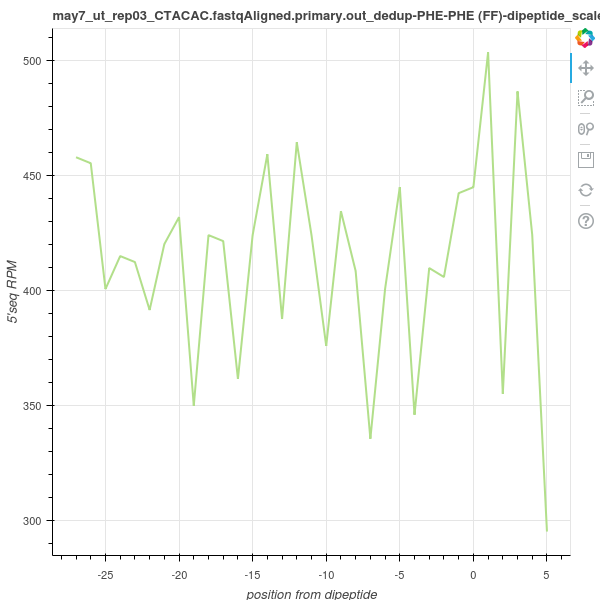 may7_ut_rep03_CTACAC.fastqAligned.primary.out_dedup-PHE-PHE (FF)-dipeptide_scale
500
450
400
350
300
5'seq RPM
-25 -20 -15 -10 -5 0 5
position from dipeptide